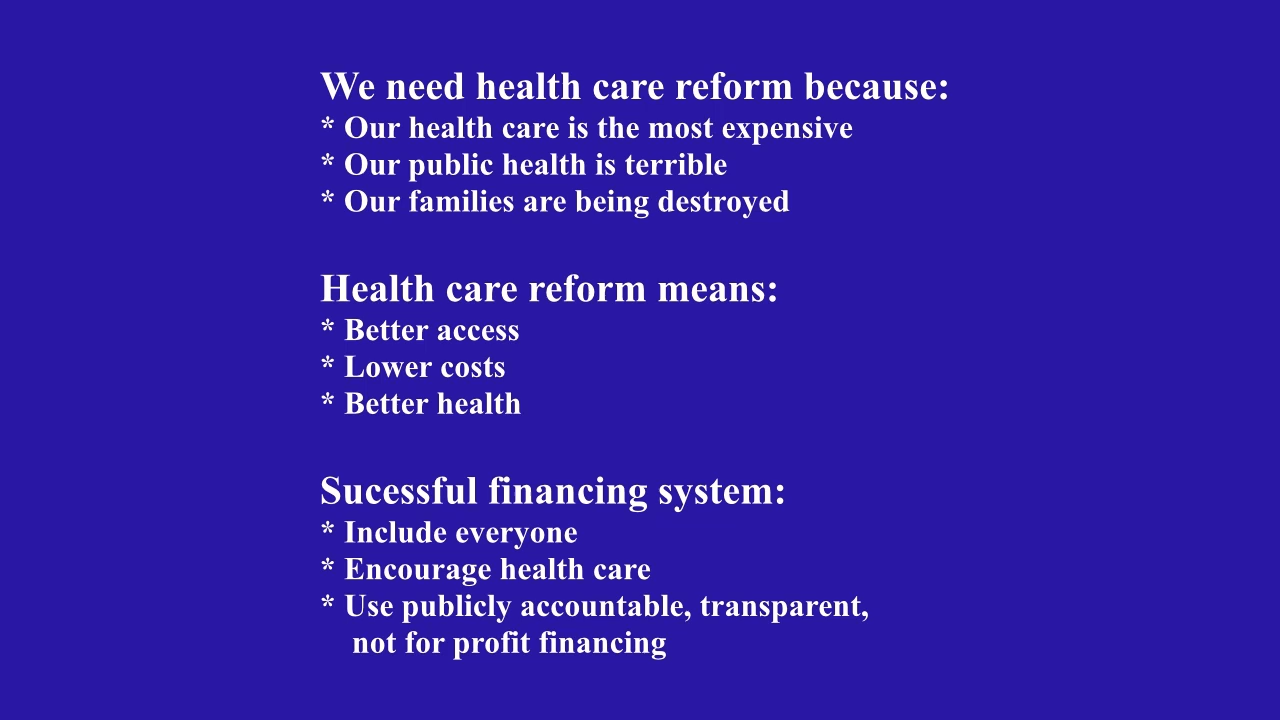 We need health care reform because:
* Our health care is the most expensive
* Our public health is terrible
* Our families are being destroyed
Health care reform means:
* Better access
* Lower costs
* Better health
Sucessful financing system:
* Include everyone
* Encourage health care
* Use publicly accountable, transparent,
not for profit financing